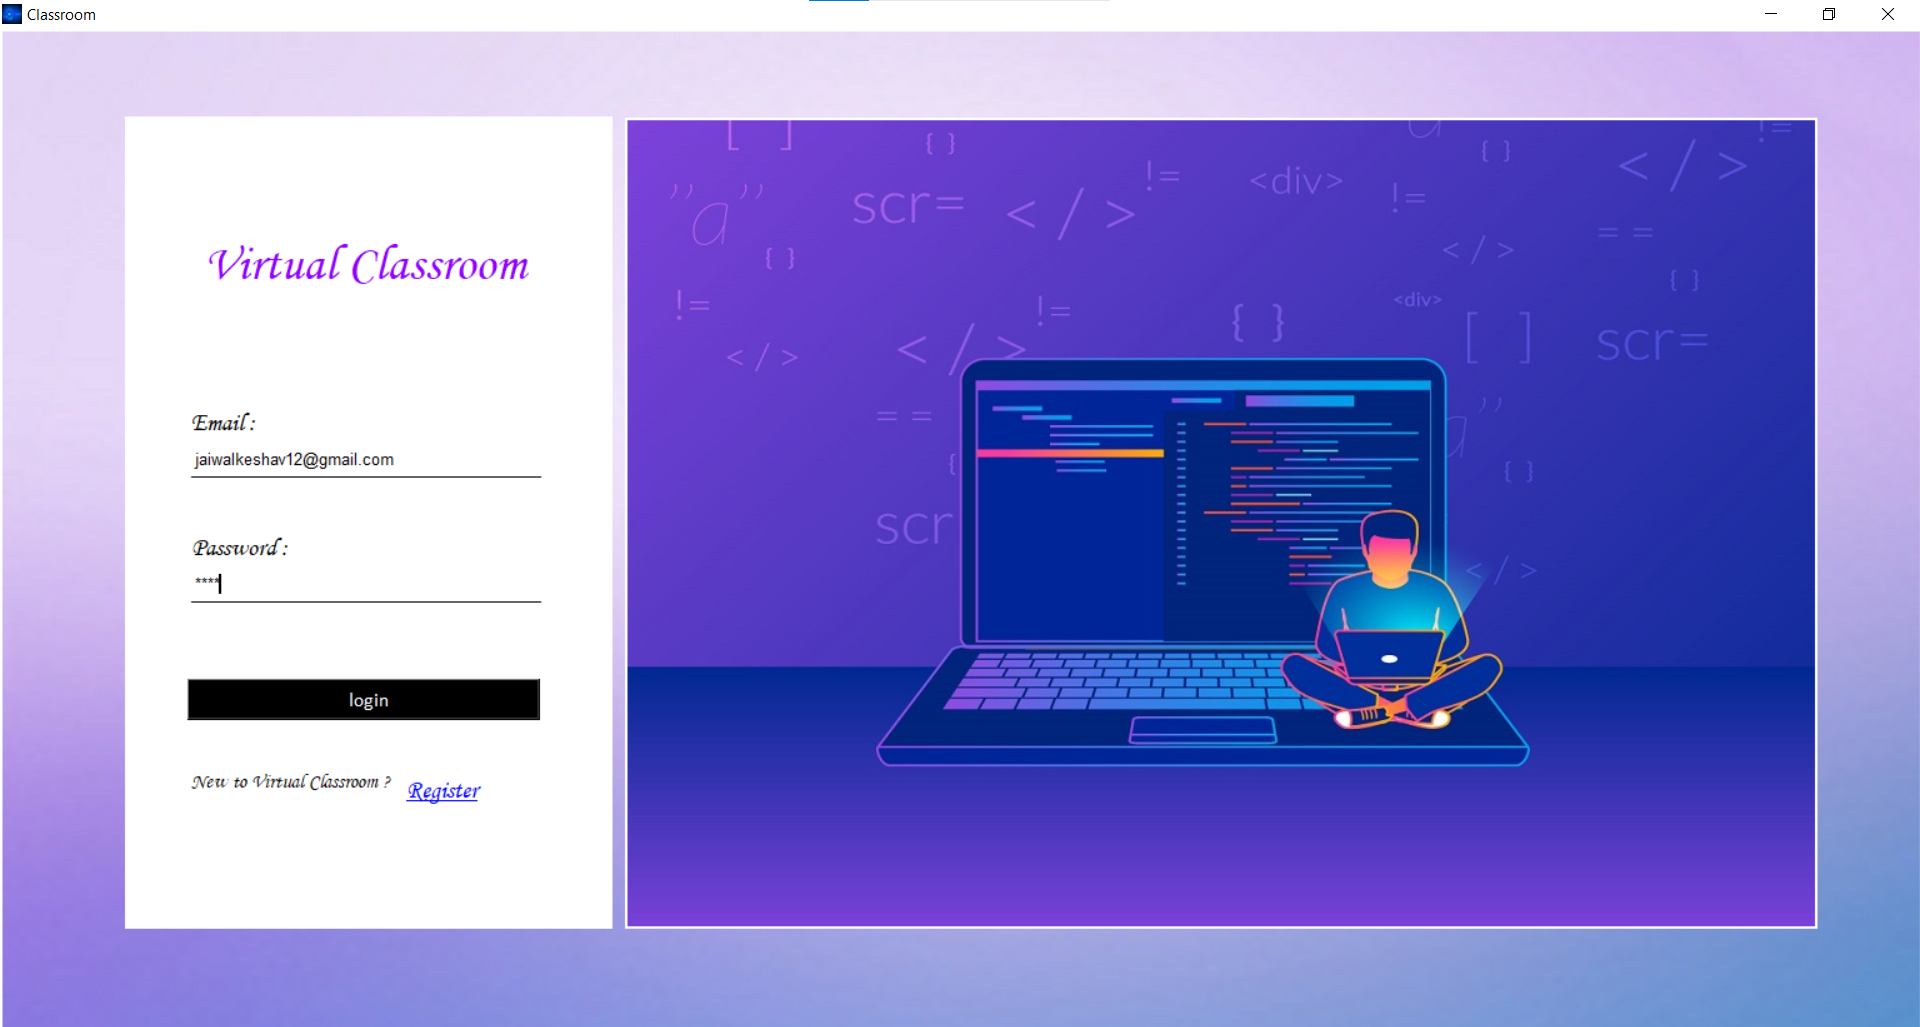 Classroom
Virtual Classroom
Email :
jaiwalkeshav12@gmail.com
Password :
****
login
New to Virtual Classroom ?
Register
[ ]
{ }
!=
<div>
a
{ }
</>
!=
"a"
scr=
</>
!=
= =
{ }
</>
{ }
!=
!=
{ }
<div>
[ ]
scr=
</>
</>
= =
a"
{
{ }
scr
</>